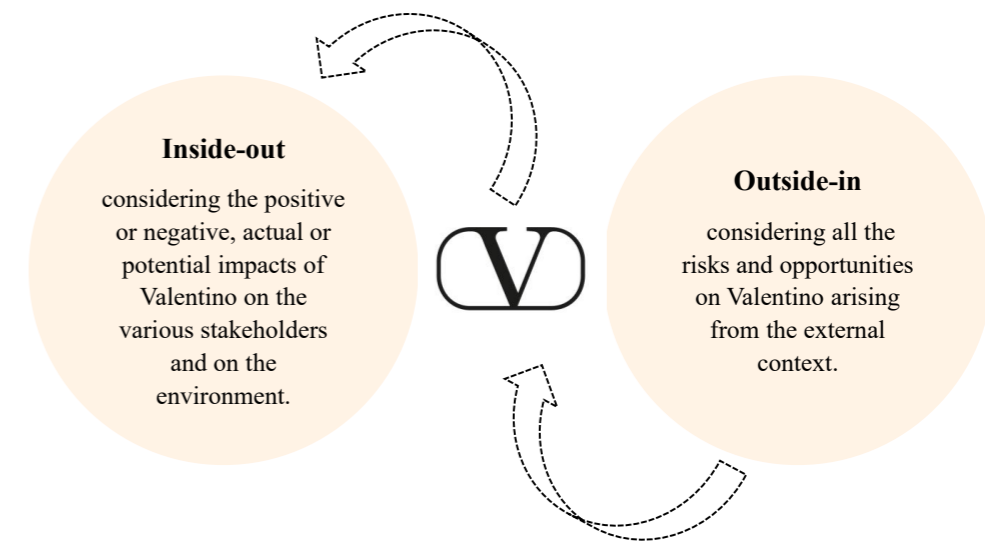 Inside-out
considering the positive
or negative, actual or
potential impacts of
Valentino on the
various stakeholders
and on the
environment.
V
Outside-in
considering all the
risks and opportunities
on Valentino arising
from the external
context.